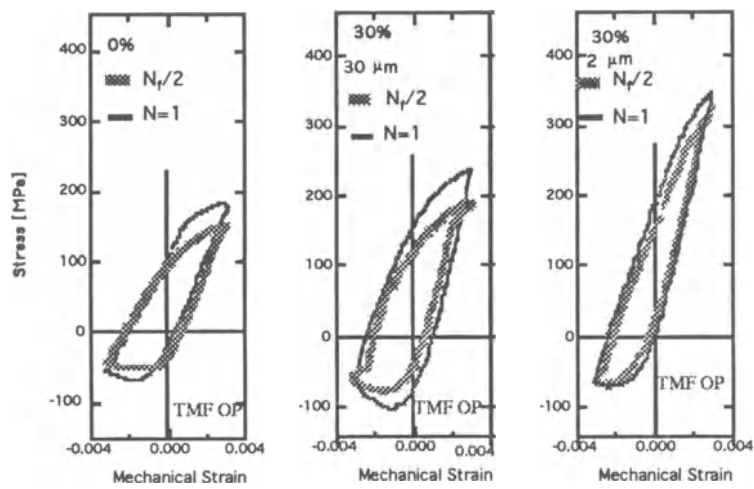 Stress [MPa]
400
300
200
100
0
-100
0%
N_f/2
N=1
TMF OP
-0.004
0.000
0.004
Mechanical Strain
400
300
200
100
0
-100
30%
30 μm
N_f/2
N=1
TMF OP
-0.004
0.000
0.004
Mechanical Strain
400
300
200
100
0
-100
30%
2 μm
N_f/2
N=1
TMF OP
-0.004
0.000
0.004
Mechanical Strain